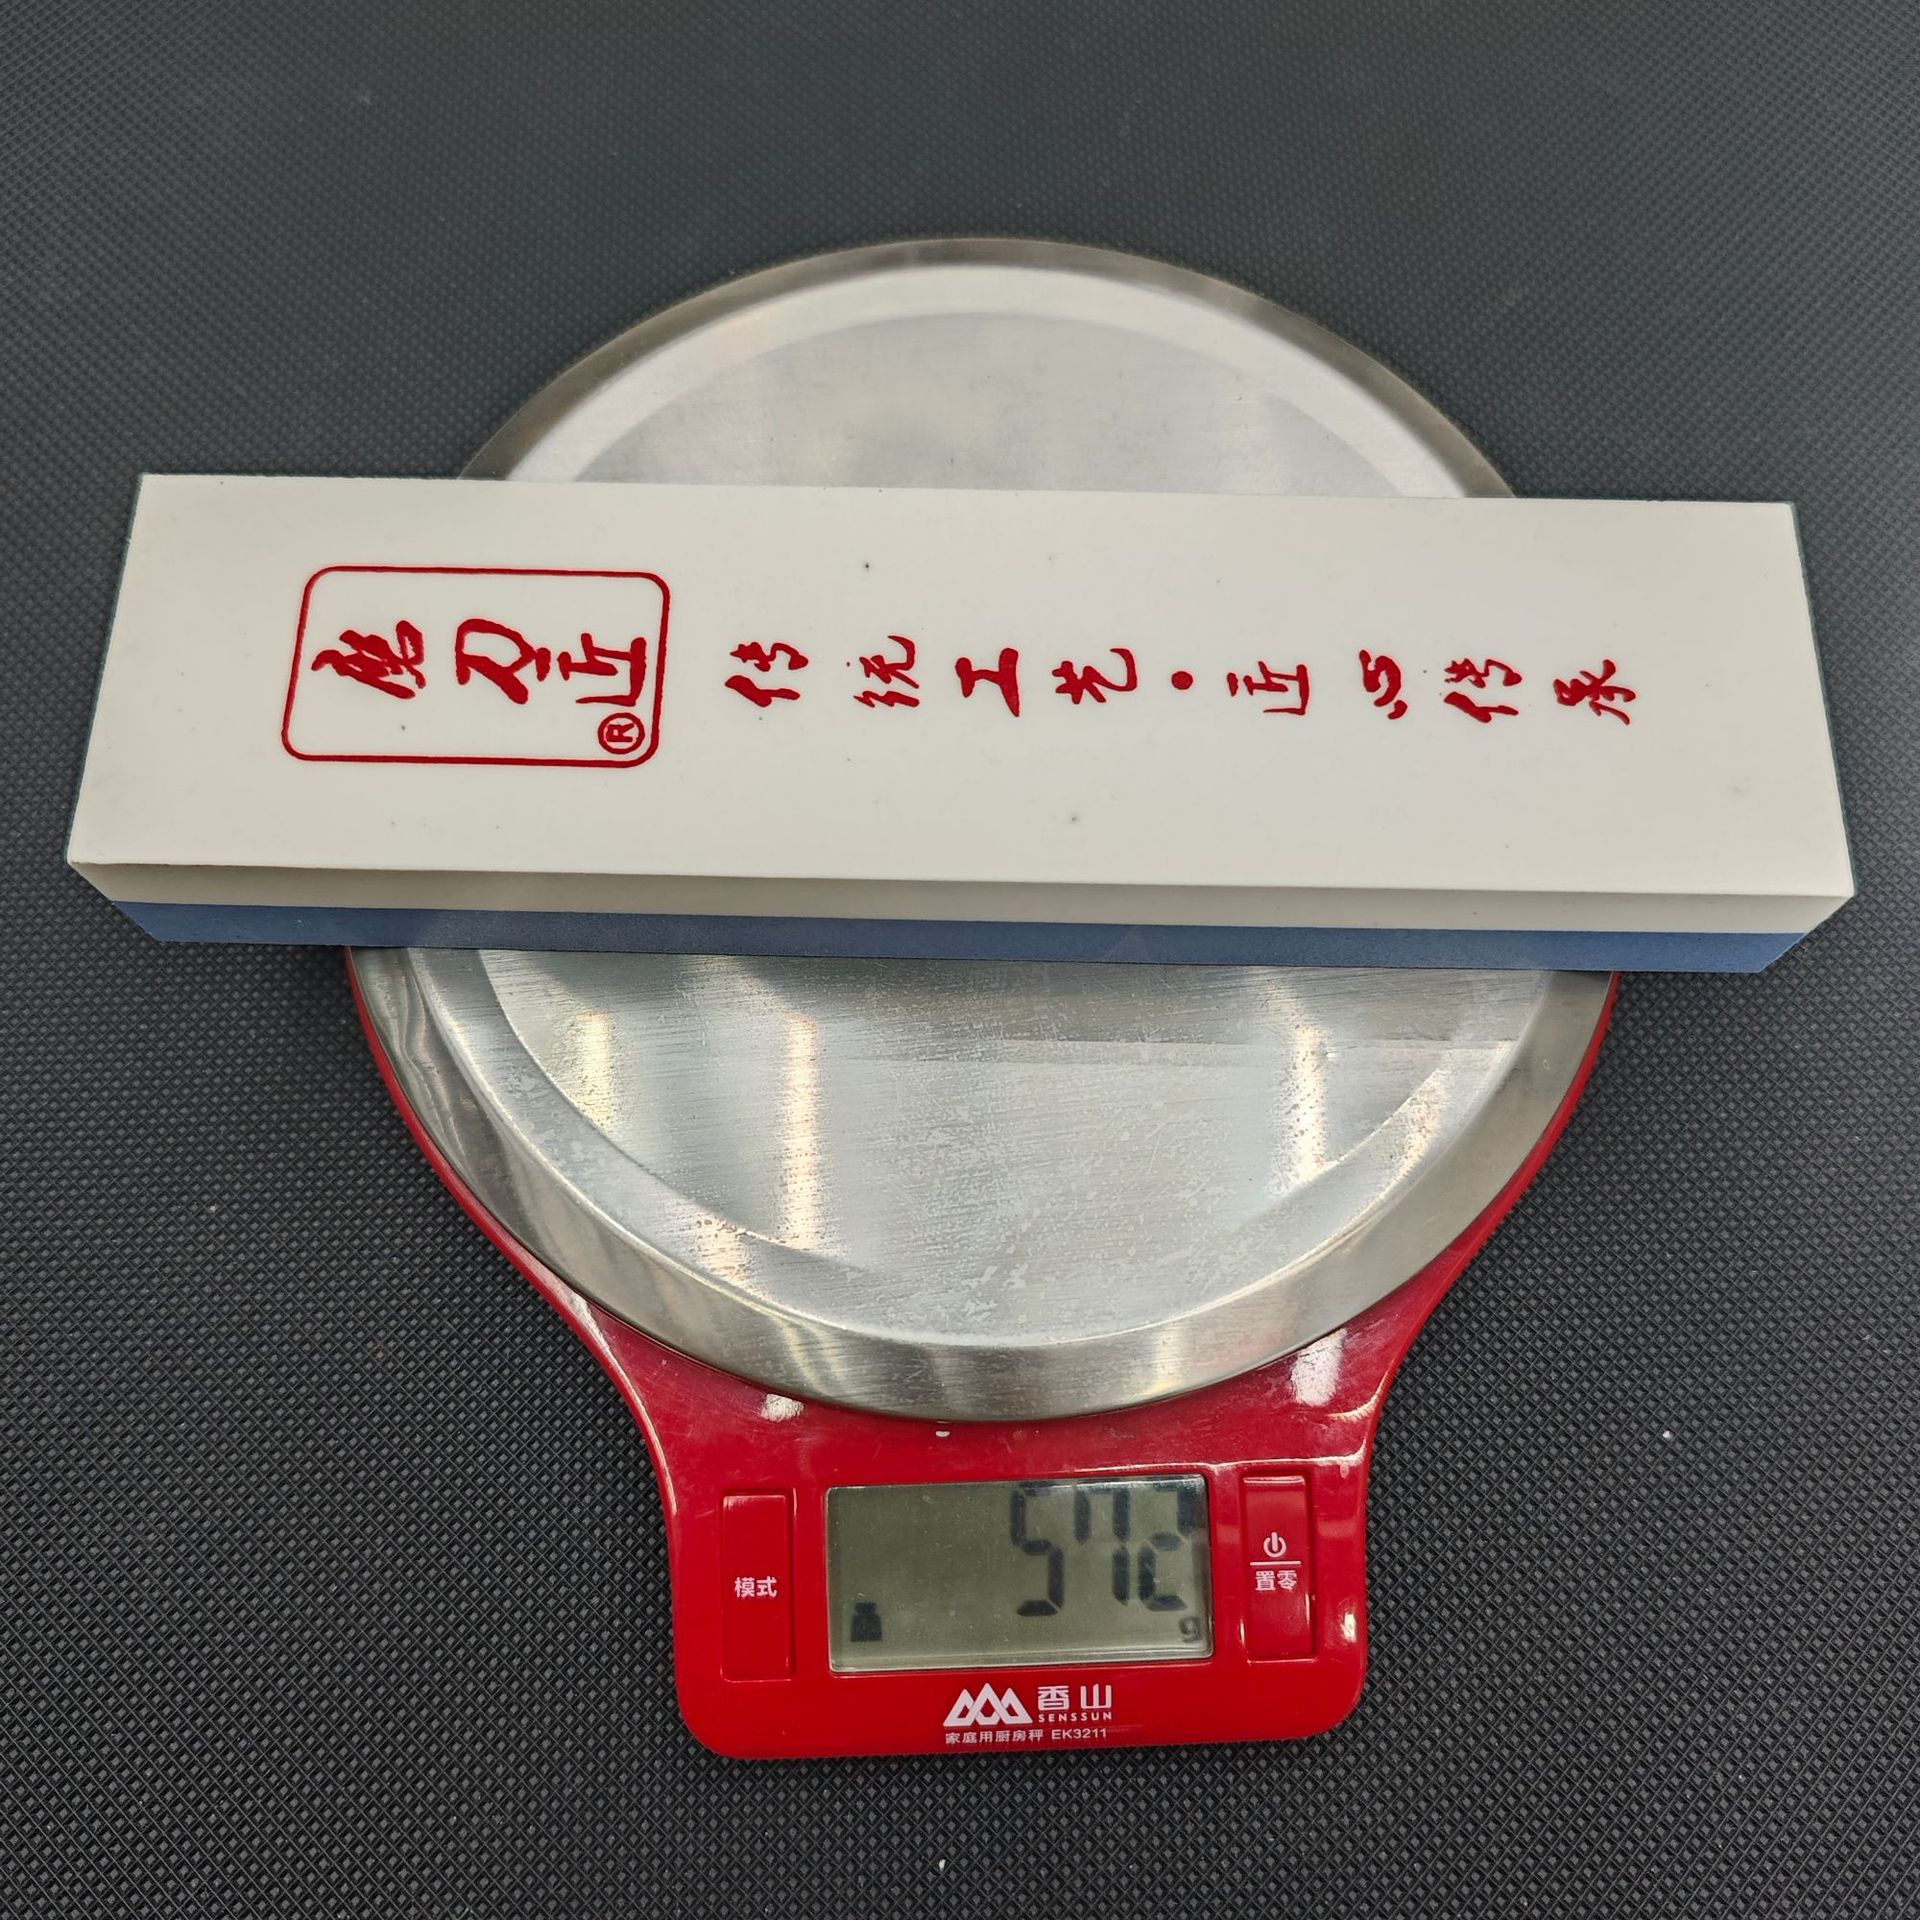 磨刀匠®
传统工艺·匠心传承
572
g
模式
置零
香山
SENSSUN
家庭用厨房秤 EK3211